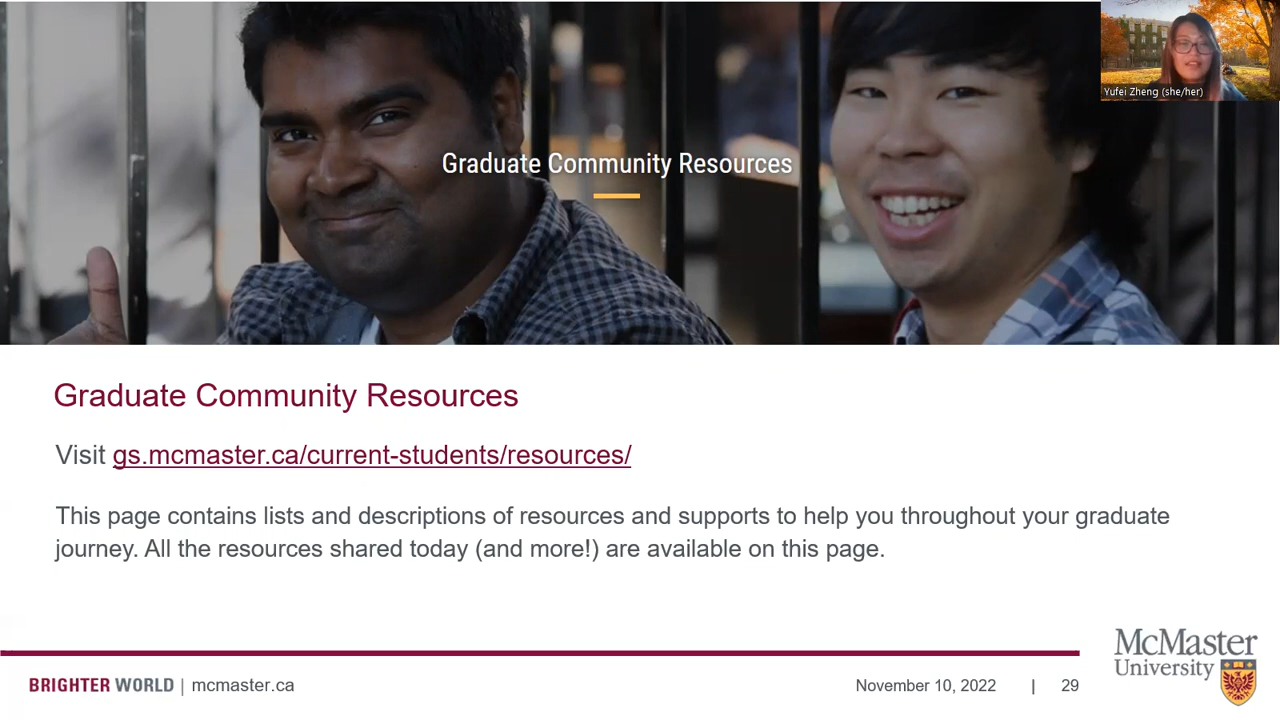 Yufei Zheng (she/her)
Graduate Community Resources
Graduate Community Resources
Visit gs.mcmaster.ca/current-students/resources/
This page contains lists and descriptions of resources and supports to help you throughout your graduate
journey. All the resources shared today (and more!) are available on this page.
McMaster
University
BRIGHTER WORLD | mcmaster.ca
November 10, 2022 | 29